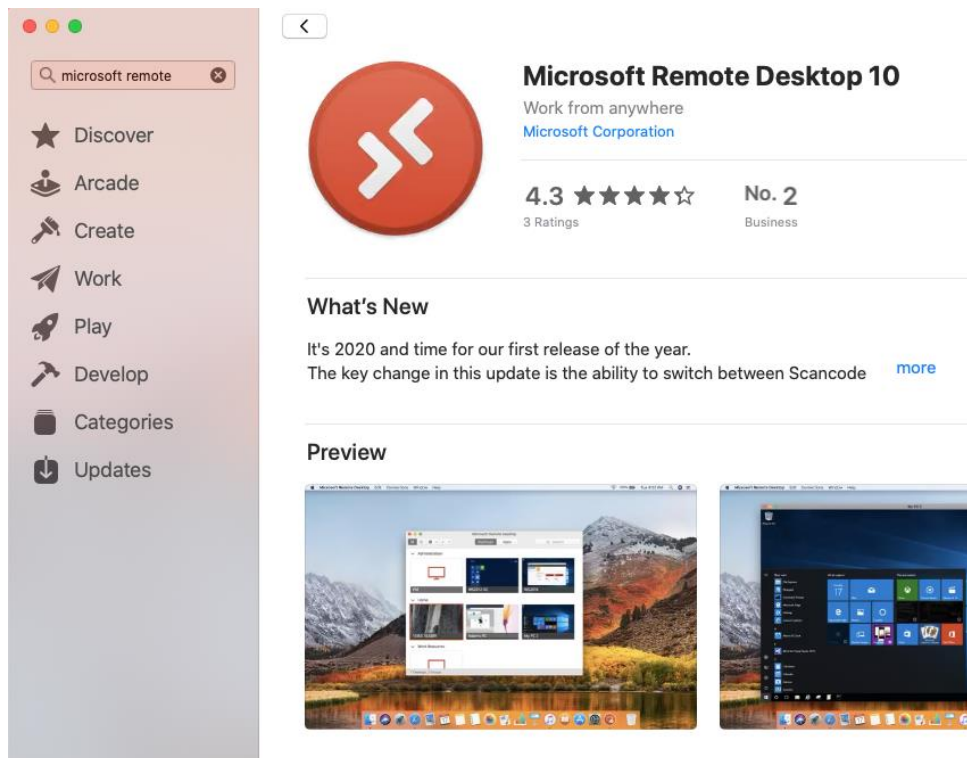 microsoft remote
Discover
Arcade
Create
Work
Play
Develop
Categories
Updates
Microsoft Remote Desktop 10
Work from anywhere
Microsoft Corporation
4.3
3 Ratings
No. 2
Business
What's New
It's 2020 and time for our first release of the year.
The key change in this update is the ability to switch between Scancode
more
Preview